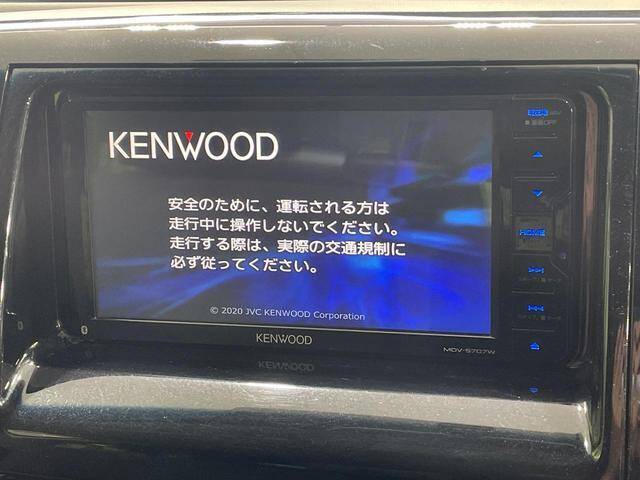 KENWOOD
安全のために、運転される方は
走行中に操作しないでください。
走行する際は、実際の交通規制に
必ず従ってください。
© 2020 JVC KENWOOD Corporation
KENWOOD
MDV-S707W
HOME